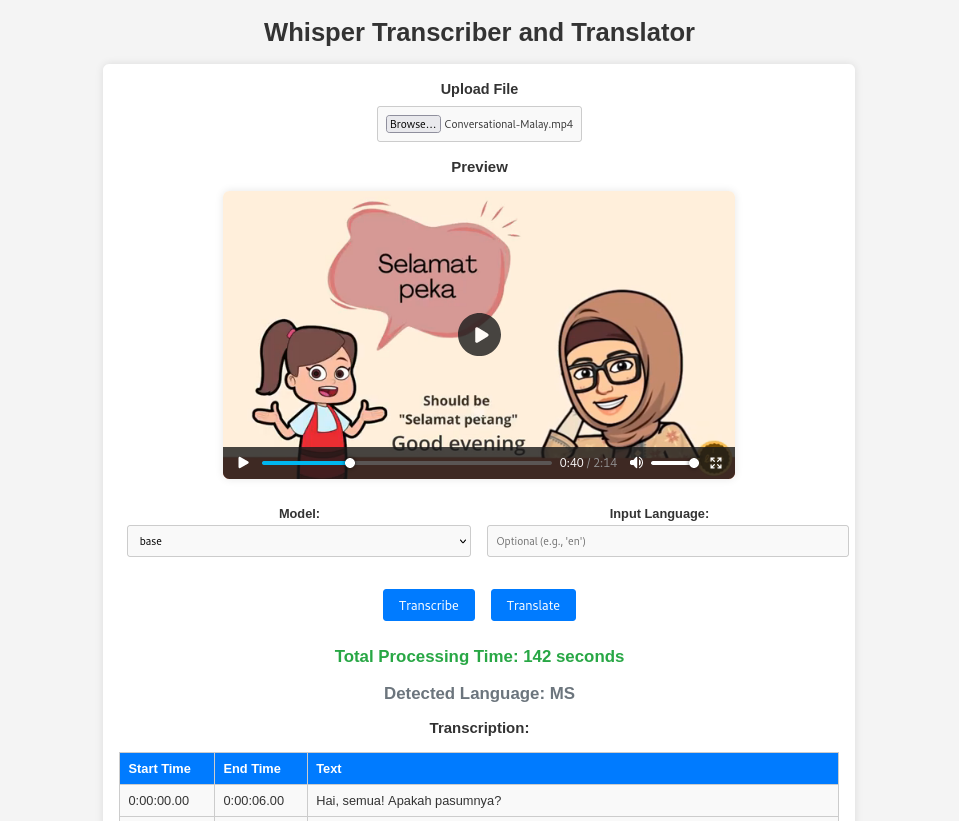 Whisper Transcriber and Translator
Upload File
Browse... Conversational-Malay.mp4
Preview
Selamat
peka
Should be
"Selamat petang"
Good evening
0:40 / 2:14
Model:
Input Language:
base
Optional (e.g., 'en')
Transcribe
Translate
Total Processing Time: 142 seconds
Detected Language: MS
Transcription:
Start Time End Time Text
0:00:00.00 0:00:06.00 Hai, semua! Apakah pasumnya?